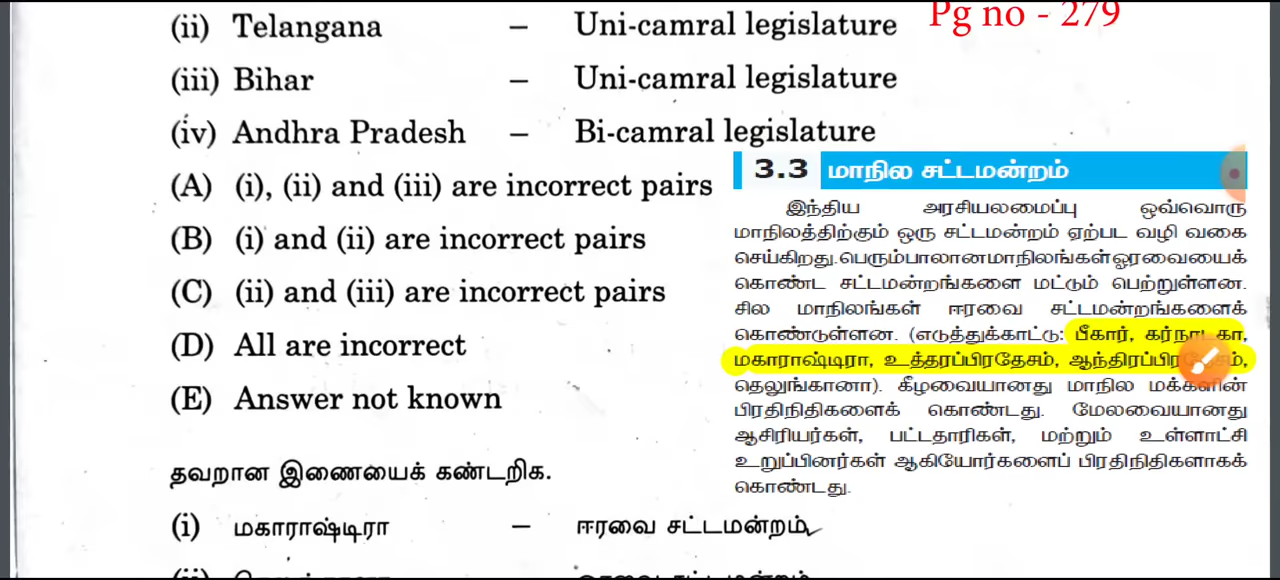 Pg no - 279
(ii) Telangana – Uni-camral legislature
(iii) Bihar – Uni-camral legislature
(iv) Andhra Pradesh – Bi-camral legislature
(A) (i), (ii) and (iii) are incorrect pairs
(B) (i) and (ii) are incorrect pairs
(C) (ii) and (iii) are incorrect pairs
(D) All are incorrect
(E) Answer not known
தவறான இணையைக் கண்டறிக.
(i) மகாராஷ்டிரா – ஈரவை சட்டமன்றம்
3.3 மாநில சட்டமன்றம்
இந்திய அரசியலமைப்பு ஒவ்வொரு
மாநிலத்திற்கும் ஒரு சட்டமன்றம் ஏற்பட வழி வகை
செய்கிறது. பெரும்பாலான மாநிலங்கள் ஓரவையைக்
கொண்ட சட்டமன்றங்களை மட்டும் பெற்றுள்ளன.
சில மாநிலங்கள் ஈரவை சட்டமன்றங்களைக்
கொண்டுள்ளன. (எடுத்துக்காட்டு: பீகார், கர்நாடகா,
மகாராஷ்டிரா, உத்தரப்பிரதேசம், ஆந்திரப்பிரதேசம்,
தெலுங்கானா). கீழவையானது மாநில மக்களின்
பிரதிநிதிகளைக் கொண்டது. மேலவையானது
ஆசிரியர்கள், பட்டதாரிகள், மற்றும் உள்ளாட்சி
உறுப்பினர்கள் ஆகியோர்களைப் பிரதிநிதிகளாகக்
கொண்டது.